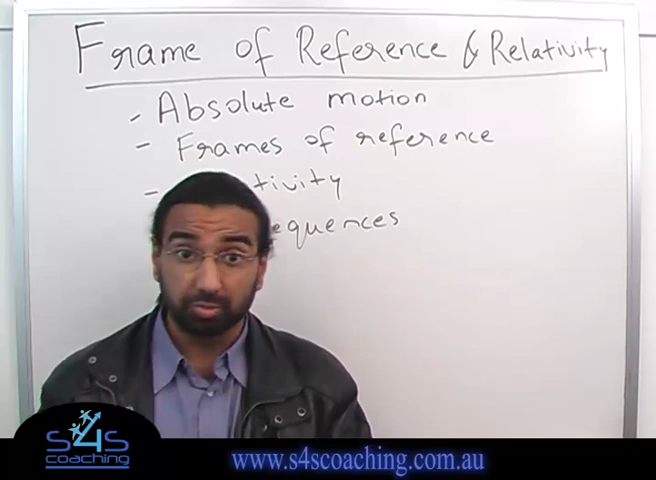 Frame of Reference & Relativity
- Absolute motion
- Frames of reference
- tivity
equences
S4S
coaching
www.s4scoaching.com.au